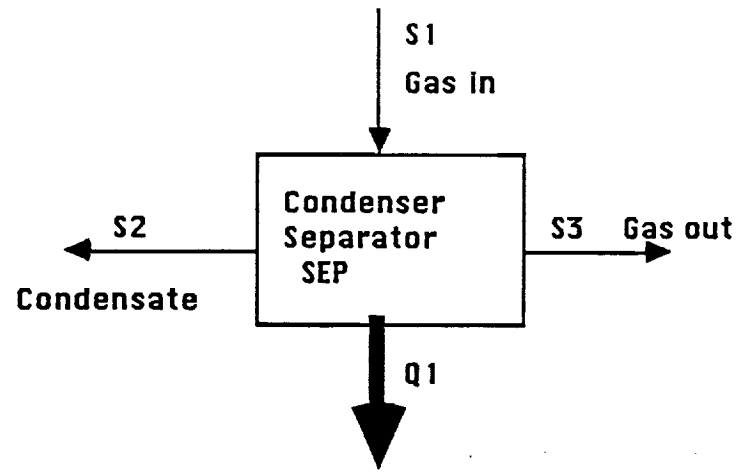 S1
Gas in
Condenser
Separator
SEP
S2
Condensate
S3 Gas out
Q1